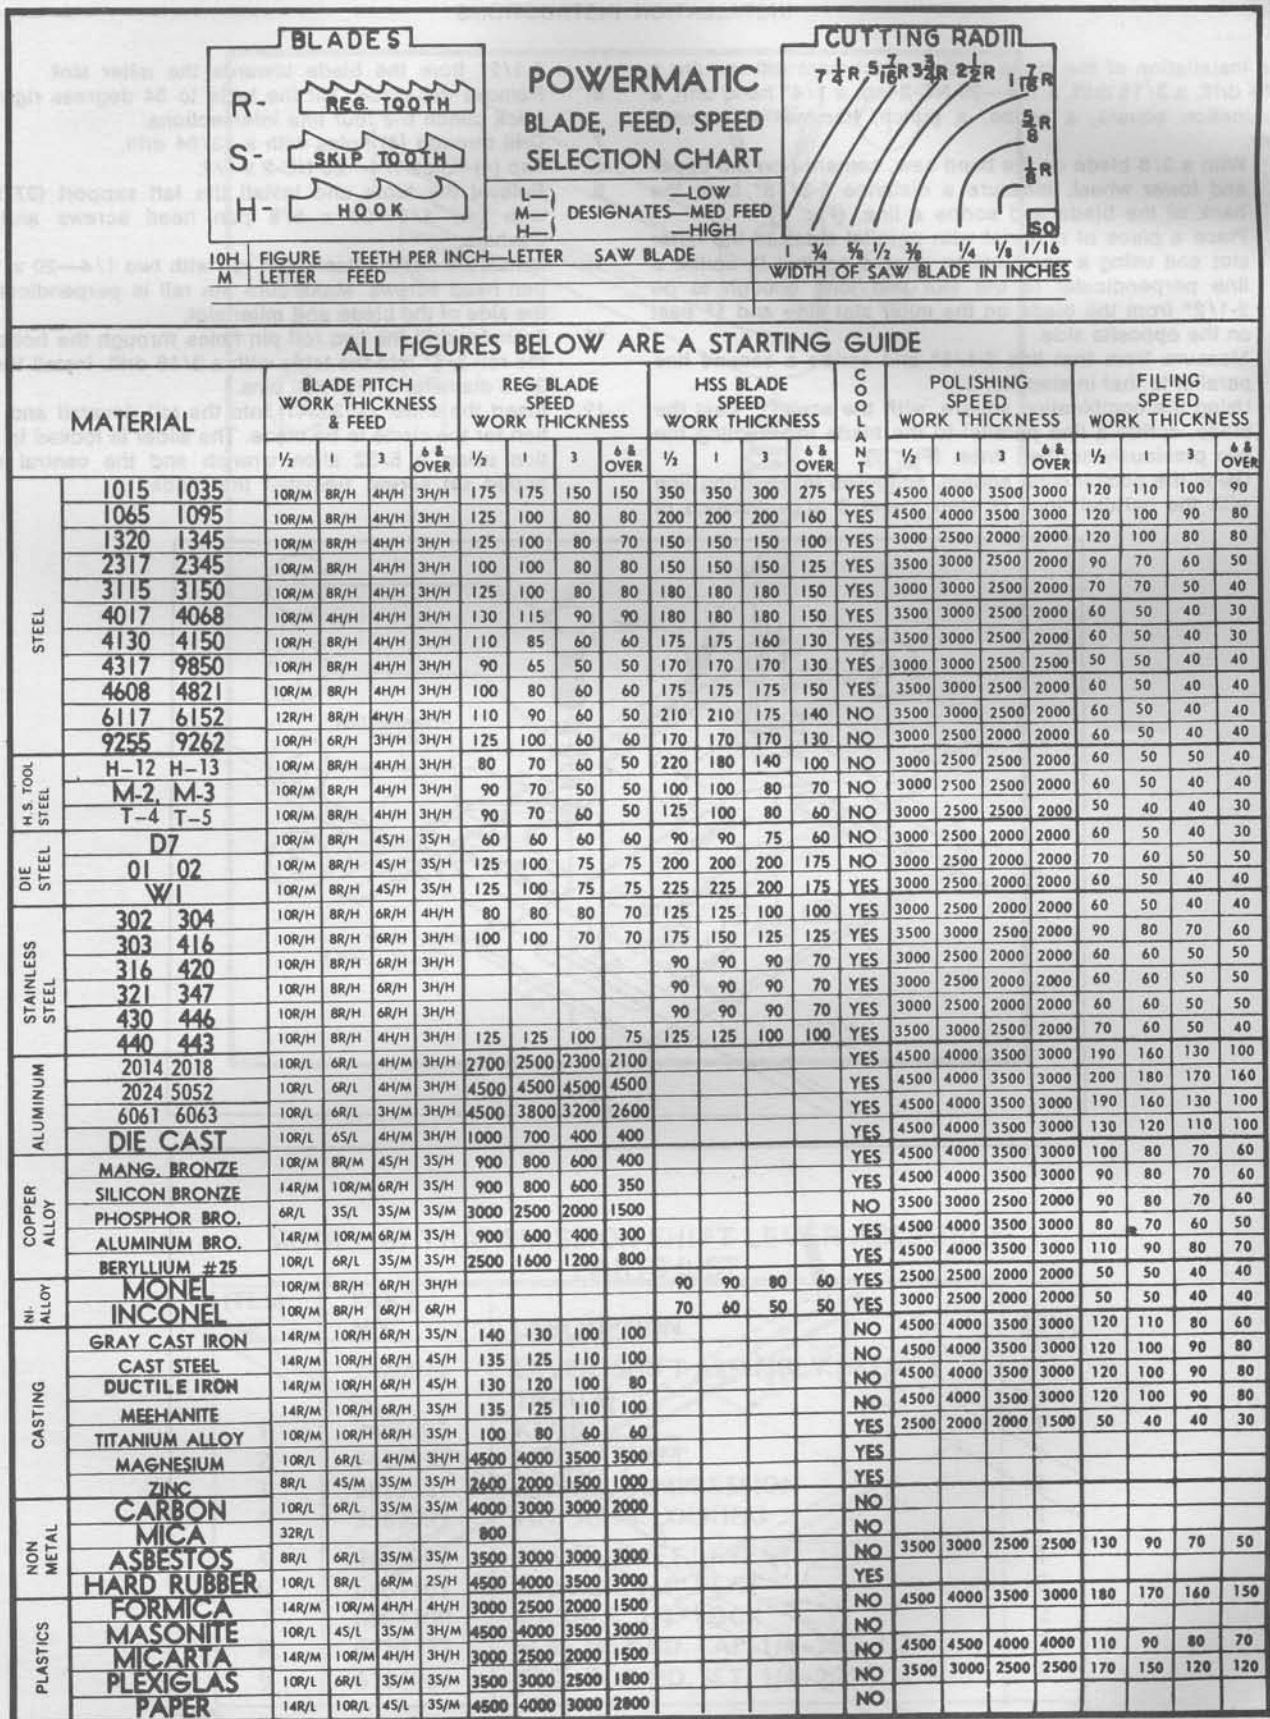 BLADES
R- REG. TOOTH
S- SKIP TOOTH
H- HOOK
POWERMATIC
BLADE, FEED, SPEED
SELECTION CHART
L— —LOW
M— DESIGNATES —MED FEED
H— —HIGH
10H FIGURE TEETH PER INCH—LETTER SAW BLADE
M LETTER FEED
CUTTING RADII
7 1/4 R 5 7/16 R 3 3/4 R 2 1/2 R 1 7/16 R
5/8 R
1/8 R
SQ
1 3/4 5/8 1/2 3/8 1/4 1/8 1/16
WIDTH OF SAW BLADE IN INCHES
ALL FIGURES BELOW ARE A STARTING GUIDE
MATERIAL
BLADE PITCH WORK THICKNESS & FEED
REG BLADE SPEED WORK THICKNESS
HSS BLADE SPEED WORK THICKNESS
COOLANT
POLISHING SPEED WORK THICKNESS
FILING SPEED WORK THICKNESS
1/2 1 3 6 & OVER 1/2 1 3 6 & OVER 1/2 1 3 6 & OVER 1/2 1 3 6 & OVER 1/2 1 3 6 & OVER
STEEL
1015 1035 10R/M 8R/H 4H/H 3H/H 175 175 150 150 350 350 300 275 YES 4500 4000 3500 3000 120 110 100 90
1065 1095 10R/M 8R/H 4H/H 3H/H 125 100 80 80 200 200 200 160 YES 4500 4000 3500 3000 120 100 90 80
1320 1345 10R/M 8R/H 4H/H 3H/H 125 100 80 70 150 150 150 100 YES 3000 2500 2000 2000 120 100 80 80
2317 2345 10R/M 8R/H 4H/H 3H/H 100 100 80 80 150 150 150 125 YES 3500 3000 2500 2000 90 70 60 50
3115 3150 10R/M 8R/H 4H/H 3H/H 125 100 80 80 180 180 180 150 YES 3000 3000 2500 2000 70 70 50 40
4017 4068 10R/M 4H/H 4H/H 3H/H 130 115 90 90 180 180 180 150 YES 3500 3000 2500 2000 60 50 40 30
4130 4150 10R/H 8R/H 4H/H 3H/H 110 85 60 60 175 175 160 130 YES 3500 3000 2500 2000 60 50 40 30
4317 9850 10R/H 8R/H 4H/H 3H/H 90 65 50 50 170 170 170 130 YES 3000 3000 2500 2500 50 50 40 40
4608 4821 10R/M 8R/H 4H/H 3H/H 100 80 60 60 175 175 175 150 YES 3500 3000 2500 2000 60 50 40 40
6117 6152 12R/H 8R/H 4H/H 3H/H 110 90 60 50 210 210 175 140 NO 3500 3000 2500 2000 60 50 40 40
9255 9262 10R/H 6R/H 3H/H 3H/H 125 100 60 60 170 170 170 130 NO 3000 2500 2000 2000 60 50 40 40
H.S. TOOL STEEL
H-12 H-13 10R/M 8R/H 4H/H 3H/H 80 70 60 50 220 180 140 100 NO 3000 2500 2500 2000 60 50 50 40
M-2, M-3 10R/M 8R/H 4H/H 3H/H 90 70 50 50 100 100 80 70 NO 3000 2500 2500 2000 60 50 40 40
T-4 T-5 10R/M 8R/H 4H/H 3H/H 90 70 60 50 125 100 80 60 NO 3000 2500 2500 2000 50 40 40 30
DIE STEEL
D7 10R/M 8R/H 4S/H 3S/H 60 60 60 60 90 90 75 60 NO 3000 2500 2000 2000 60 50 40 30
01 02 10R/M 8R/H 4S/H 3S/H 125 100 75 75 200 200 200 175 NO 3000 2500 2000 2000 70 60 50 50
W1 10R/M 8R/H 4S/H 3S/H 125 100 75 75 225 225 200 175 YES 3000 2500 2000 2000 60 50 40 40
STAINLESS STEEL
302 304 10R/H 8R/H 6R/H 4H/H 80 80 80 70 125 125 100 100 YES 3000 2500 2000 2000 60 50 40 40
303 416 10R/H 8R/H 6R/H 3H/H 100 100 70 70 175 150 125 125 YES 3500 3000 2500 2000 90 80 70 60
316 420 10R/H 8R/H 6R/H 3H/H 90 90 90 70 YES 3000 2500 2000 2000 60 60 50 50
321 347 10R/H 8R/H 6R/H 3H/H 90 90 90 70 YES 3000 2500 2000 2000 60 60 50 50
430 446 10R/H 8R/H 6R/H 3H/H 90 90 90 70 YES 3000 2500 2000 2000 60 60 50 50
440 443 10R/H 8R/H 4H/H 3H/H 125 125 100 75 125 125 100 100 YES 3500 3000 2500 2000 70 60 50 40
ALUMINUM
2014 2018 10R/L 6R/L 4H/M 3H/H 2700 2500 2300 2100 YES 4500 4000 3500 3000 190 160 130 100
2024 5052 10R/L 6R/L 4H/M 3H/H 4500 4500 4500 4500 YES 4500 4000 3500 3000 200 180 170 160
6061 6063 10R/L 6R/L 3H/M 3H/H 4500 3800 3200 2600 YES 4500 4000 3500 3000 190 160 130 100
DIE CAST 10R/L 6S/L 4H/M 3H/H 1000 700 400 400 YES 4500 4000 3500 3000 130 120 110 100
COPPER ALLOY
MANG. BRONZE 10R/M 8R/M 4S/H 3S/H 900 800 600 400 YES 4500 4000 3500 3000 100 80 70 60
SILICON BRONZE 14R/M 10R/M 6R/H 3S/H 900 800 600 350 YES 4500 4000 3500 3000 90 80 70 60
PHOSPHOR BRO. 6R/L 3S/L 3S/M 3S/M 3000 2500 2000 1500 NO 3500 3000 2500 2000 90 80 70 60
ALUMINUM BRO. 14R/M 10R/M 6R/M 3S/H 900 600 400 300 YES 4500 4000 3500 3000 80 70 60 50
BERYLLIUM #25 10R/L 6R/L 3S/M 3S/H 2500 1600 1200 800 YES 4500 4000 3500 3000 110 90 80 70
NI- ALLOY
MONEL 10R/M 8R/H 6R/H 3H/H 90 90 80 60 YES 2500 2500 2000 2000 50 50 40 40
INCONEL 10R/M 8R/H 6R/H 6R/H 70 60 50 50 YES 3000 2500 2000 2000 50 50 40 40
CASTING
GRAY CAST IRON 14R/M 10R/H 6R/H 3S/N 140 130 100 100 NO 4500 4000 3500 3000 120 110 80 60
CAST STEEL 14R/M 10R/H 6R/H 4S/H 135 125 110 100 NO 4500 4000 3500 3000 120 100 90 80
DUCTILE IRON 14R/M 10R/H 6R/H 4S/H 130 120 100 80 NO 4500 4000 3500 3000 120 100 90 80
MEEHANITE 14R/M 10R/H 6R/H 3S/H 135 125 110 100 NO 4500 4000 3500 3000 120 100 90 80
TITANIUM ALLOY 10R/M 10R/H 6R/H 3S/H 100 80 60 60 YES 2500 2000 2000 1500 50 40 40 30
MAGNESIUM 10R/L 6R/L 4H/M 3H/H 4500 4000 3500 3500 YES
ZINC 8R/L 4S/M 3S/M 3S/H 2600 2000 1500 1000 YES
NON METAL
CARBON 10R/L 6R/L 3S/M 3S/M 4000 3000 3000 2000 NO
MICA 32R/L 800 NO
ASBESTOS 8R/L 6R/L 3S/M 3S/M 3500 3000 3000 3000 NO 3500 3000 2500 2500 130 90 70 50
HARD RUBBER 10R/L 8R/L 6R/M 2S/H 4500 4000 3500 3000 YES
PLASTICS
FORMICA 14R/M 10R/M 4H/H 4H/H 3000 2500 2000 1500 NO 4500 4000 3500 3000 180 170 160 150
MASONITE 10R/L 4S/L 3S/M 3H/M 4500 4000 3500 3000 NO
MICARTA 14R/M 10R/M 4H/H 3H/H 3000 2500 2000 1500 NO 4500 4500 4000 4000 110 90 80 70
PLEXIGLAS 10R/L 6R/L 3S/M 3S/M 3500 3000 2500 1800 NO 3500 3000 2500 2500 170 150 120 120
PAPER 14R/L 10R/L 4S/L 3S/M 4500 4000 3000 2800 NO